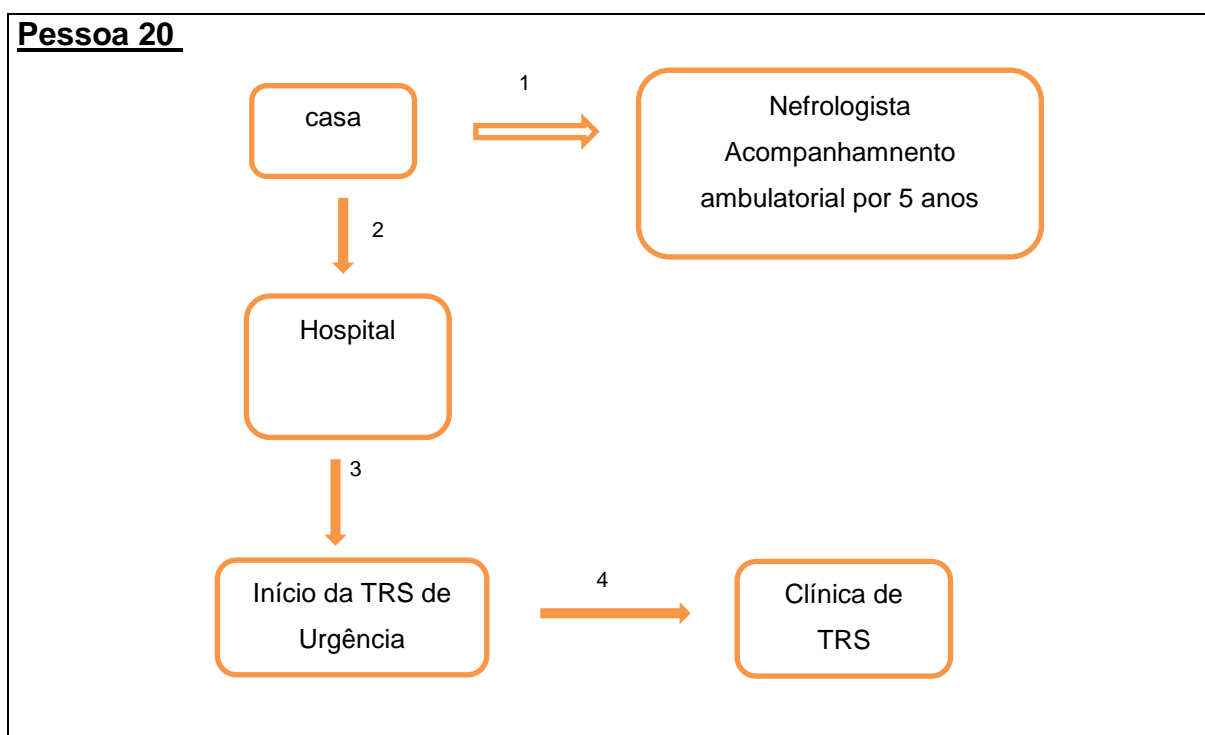 Pessoa 20
1
casa
Nefrologista
Acompanhamnento
ambulatorial por 5 anos
2
Hospital
3
Início da TRS de
Urgência
4
Clínica de
TRS